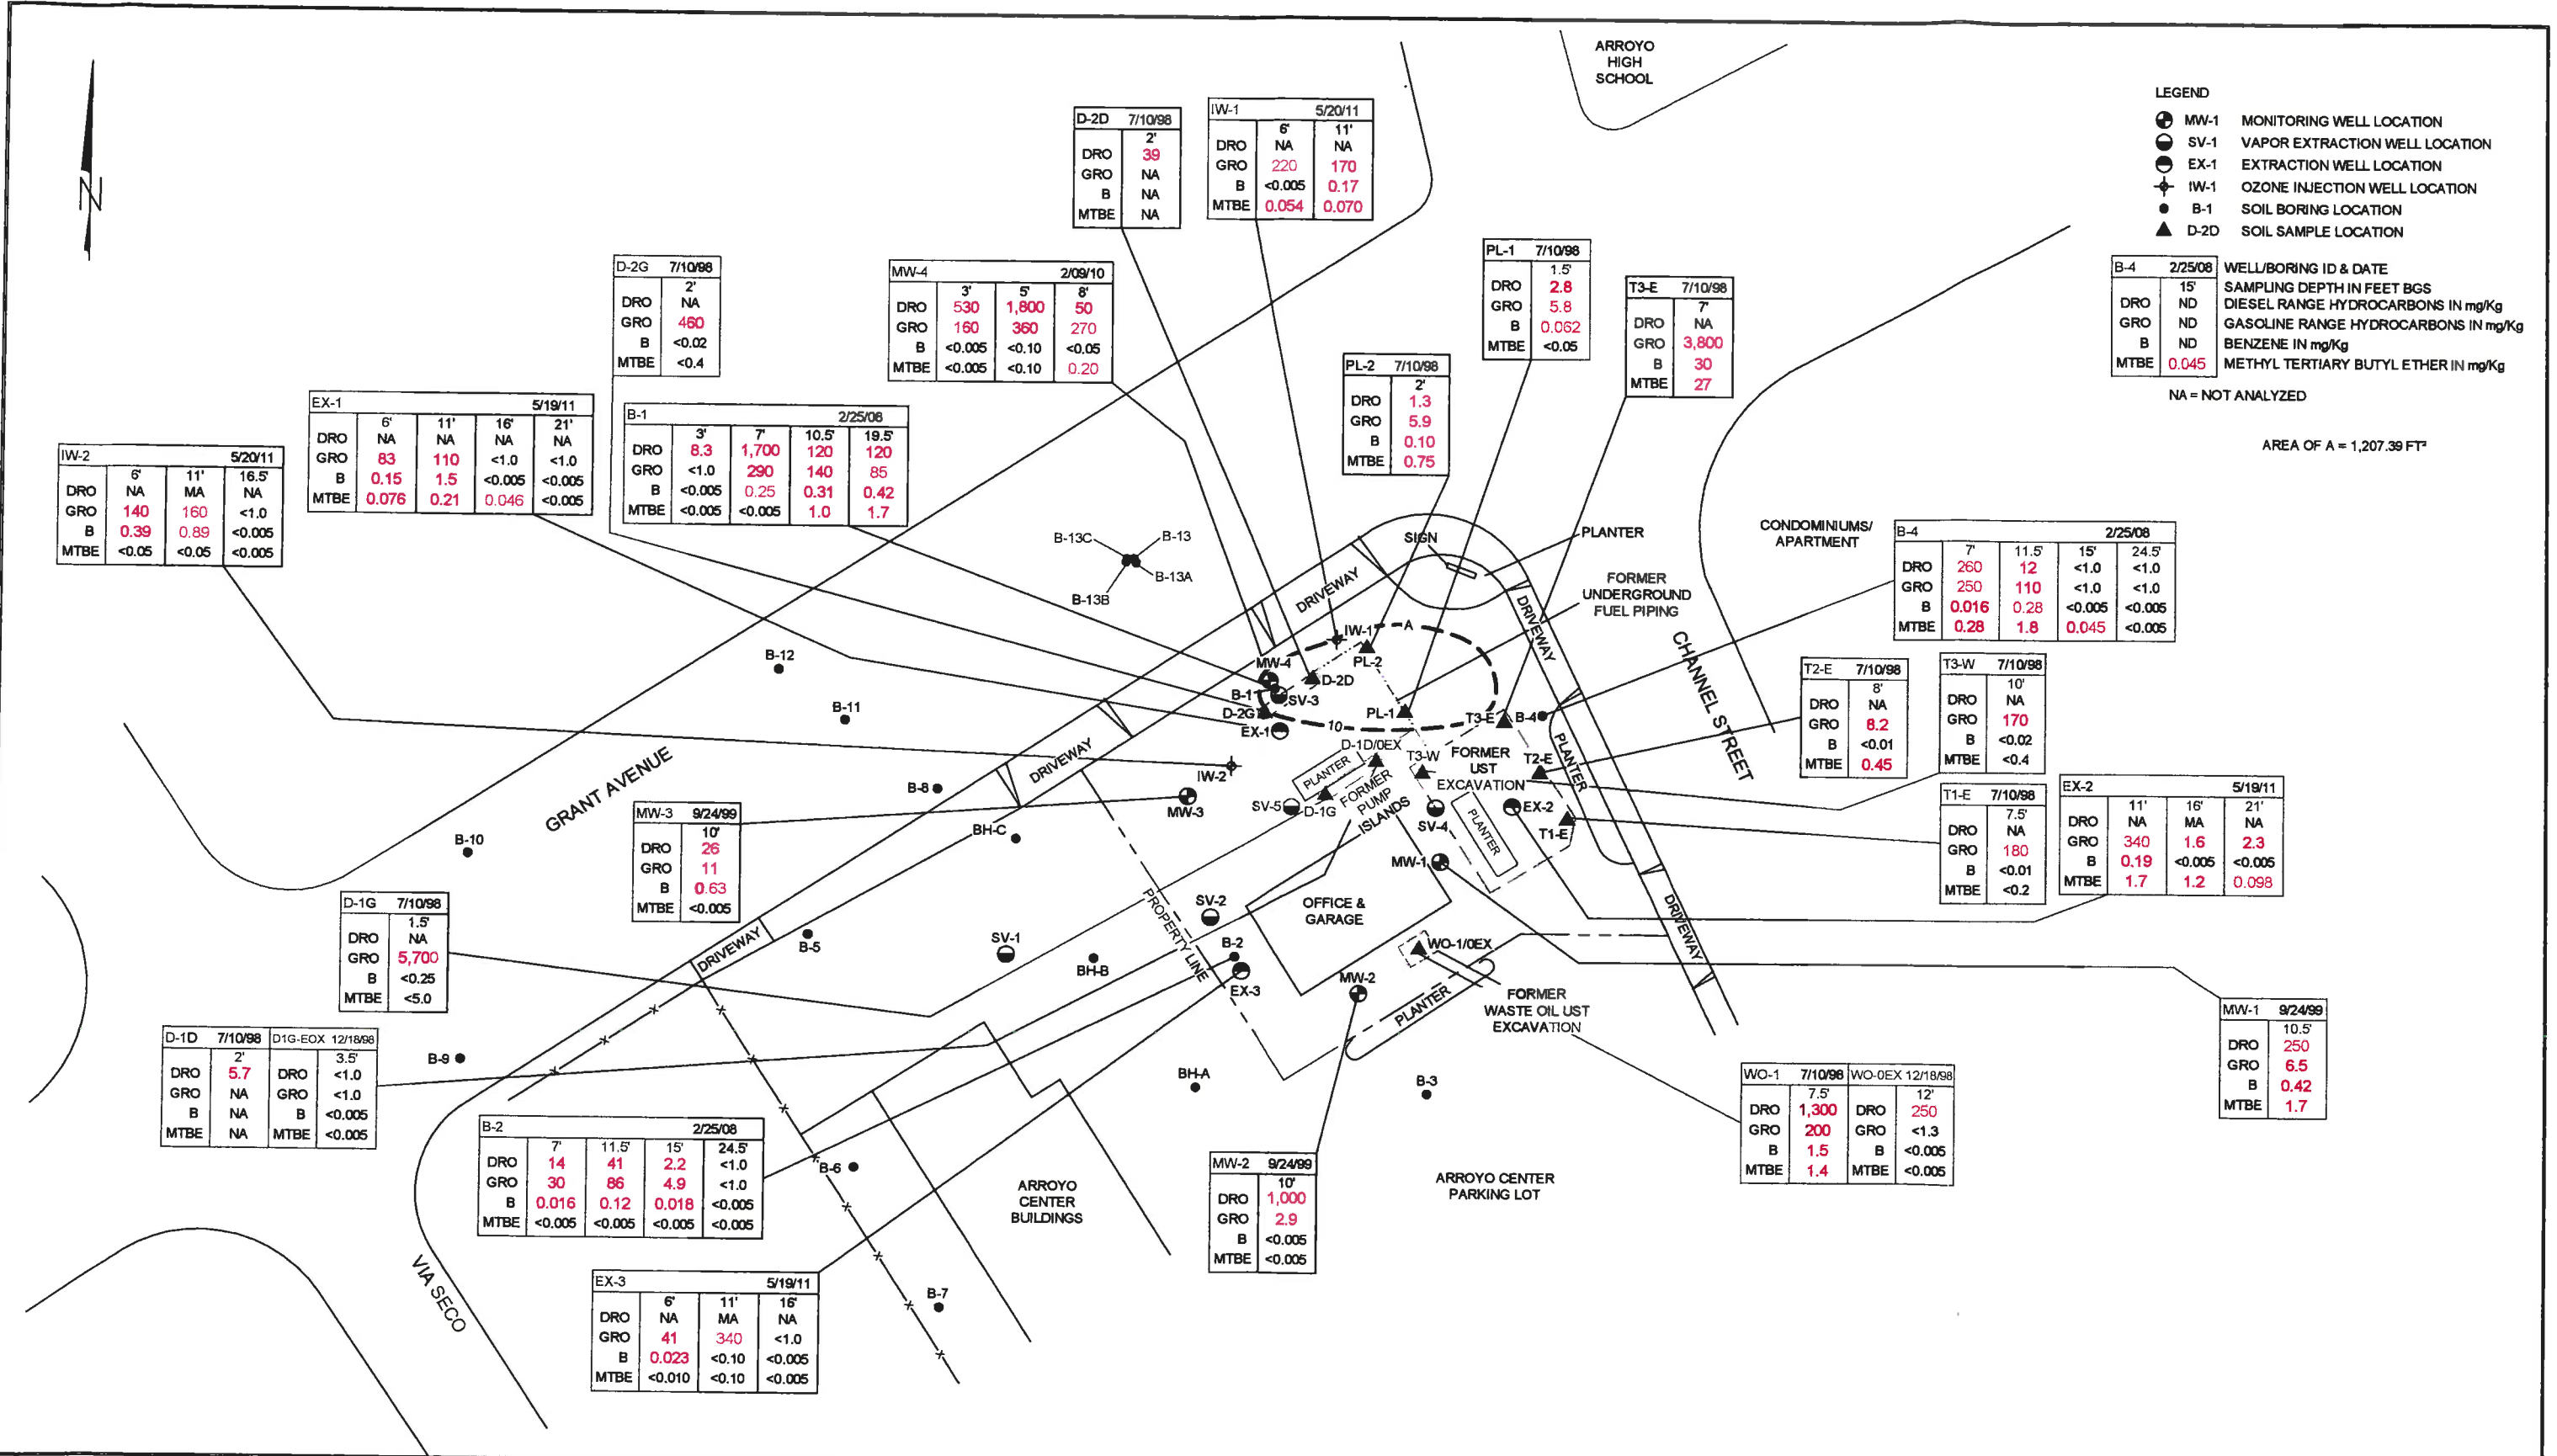 ARROYO
HIGH
SCHOOL
LEGEND
MW-1 MONITORING WELL LOCATION
SV-1 VAPOR EXTRACTION WELL LOCATION
EX-1 EXTRACTION WELL LOCATION
IW-1 OZONE INJECTION WELL LOCATION
B-1 SOIL BORING LOCATION
D-2D SOIL SAMPLE LOCATION
B-4 2/25/08 WELL/BORING ID & DATE
15' SAMPLING DEPTH IN FEET BGS
DRO ND DIESEL RANGE HYDROCARBONS IN mg/Kg
GRO ND GASOLINE RANGE HYDROCARBONS IN mg/Kg
B ND BENZENE IN mg/Kg
MTBE 0.045 METHYL TERTIARY BUTYL ETHER IN mg/Kg
NA = NOT ANALYZED
AREA OF A = 1,207.39 FT²
N
D-2D 7/10/98
2'
DRO 39
GRO NA
B NA
MTBE NA
IW-1 5/20/11
6' 11'
DRO NA NA
GRO 220 170
B <0.005 0.17
MTBE 0.054 0.070
D-2G 7/10/98
2'
DRO NA
GRO 460
B <0.02
MTBE <0.4
MW-4 2/09/10
3' 5' 8'
DRO 530 1,800 50
GRO 160 360 270
B <0.005 <0.10 <0.05
MTBE <0.005 <0.10 0.20
PL-1 7/10/98
1.5'
DRO 2.8
GRO 5.8
B 0.062
MTBE <0.05
T3-E 7/10/98
7'
DRO NA
GRO 3,800
B 30
MTBE 27
PL-2 7/10/98
2'
DRO 1.3
GRO 5.9
B 0.10
MTBE 0.75
EX-1 5/19/11
6' 11' 16' 21'
DRO NA NA NA NA
GRO 83 110 <1.0 <1.0
B 0.15 1.5 <0.005 <0.005
MTBE 0.076 0.21 0.046 <0.005
B-1 2/25/08
3' 7' 10.5' 19.5'
DRO 8.3 1,700 120 120
GRO <1.0 290 140 85
B <0.005 0.25 0.31 0.42
MTBE <0.005 <0.005 1.0 1.7
IW-2 5/20/11
6' 11' 16.5'
DRO NA MA NA
GRO 140 160 <1.0
B 0.39 0.89 <0.005
MTBE <0.05 <0.05 <0.005
B-13C
B-13
B-13A
B-13B
SIGN
PLANTER
DRIVEWAY
FORMER
UNDERGROUND
FUEL PIPING
CONDOMINIUMS/
APARTMENT
DRIVEWAY
CHANNEL STREET
B-4 2/25/08
7' 11.5' 15' 24.5'
DRO 260 12 <1.0 <1.0
GRO 250 110 <1.0 <1.0
B 0.016 0.28 <0.005 <0.005
MTBE 0.28 1.8 0.045 <0.005
IW-1
A
PL-2
MW-4
D-2D
B-1
SV-3
D-2G
EX-1
10
PL-1
T3-E
B-4
PLANTER
T2-E 7/10/98
8'
DRO NA
GRO 8.2
B <0.01
MTBE 0.45
T3-W 7/10/98
10'
DRO NA
GRO 170
B <0.02
MTBE <0.4
B-12
B-11
GRANT AVENUE
DRIVEWAY
D-1D/0EX
T3-W
FORMER
UST
EXCAVATION
T2-E
IW-2
MW-3
PLANTER
SV-5
D-1G
FORMER
PUMP
ISLANDS
SV-4
PLANTER
EX-2
T1-E
B-8
BH-C
B-10
MW-3 9/24/99
10'
DRO 26
GRO 11
B 0.63
MTBE <0.005
T1-E 7/10/98
7.5'
DRO NA
GRO 180
B <0.01
MTBE <0.2
EX-2 5/19/11
11' 16' 21'
DRO NA MA NA
GRO 340 1.6 2.3
B 0.19 <0.005 <0.005
MTBE 1.7 1.2 0.098
MW-1
PROPERTY LINE
OFFICE &
GARAGE
DRIVEWAY
D-1G 7/10/98
1.5'
DRO NA
GRO 5,700
B <0.25
MTBE <5.0
DRIVEWAY
B-5
SV-1
SV-2
BH-B
B-2
EX-3
WO-1/0EX
MW-2
PLANTER
FORMER
WASTE OIL UST
EXCAVATION
MW-1 9/24/99
10.5'
DRO 250
GRO 6.5
B 0.42
MTBE 1.7
D-1D 7/10/98 D1G-EOX 12/18/98
2' 3.5'
DRO 5.7 DRO <1.0
GRO NA GRO <1.0
B NA B <0.005
MTBE NA MTBE <0.005
B-9
BH-A
B-3
WO-1 7/10/98 WO-0EX 12/18/98
7.5' 12'
DRO 1,300 DRO 250
GRO 200 GRO <1.3
B 1.5 B <0.005
MTBE 1.4 MTBE <0.005
B-2 2/25/08
7' 11.5' 15' 24.5'
DRO 14 41 2.2 <1.0
GRO 30 86 4.9 <1.0
B 0.016 0.12 0.018 <0.005
MTBE <0.005 <0.005 <0.005 <0.005
B-6
ARROYO
CENTER
BUILDINGS
MW-2 9/24/99
10'
DRO 1,000
GRO 2.9
B <0.005
MTBE <0.005
ARROYO CENTER
PARKING LOT
VIA SECO
EX-3 5/19/11
6' 11' 16'
DRO NA MA NA
GRO 41 340 <1.0
B 0.023 <0.10 <0.005
MTBE <0.010 <0.10 <0.005
B-7